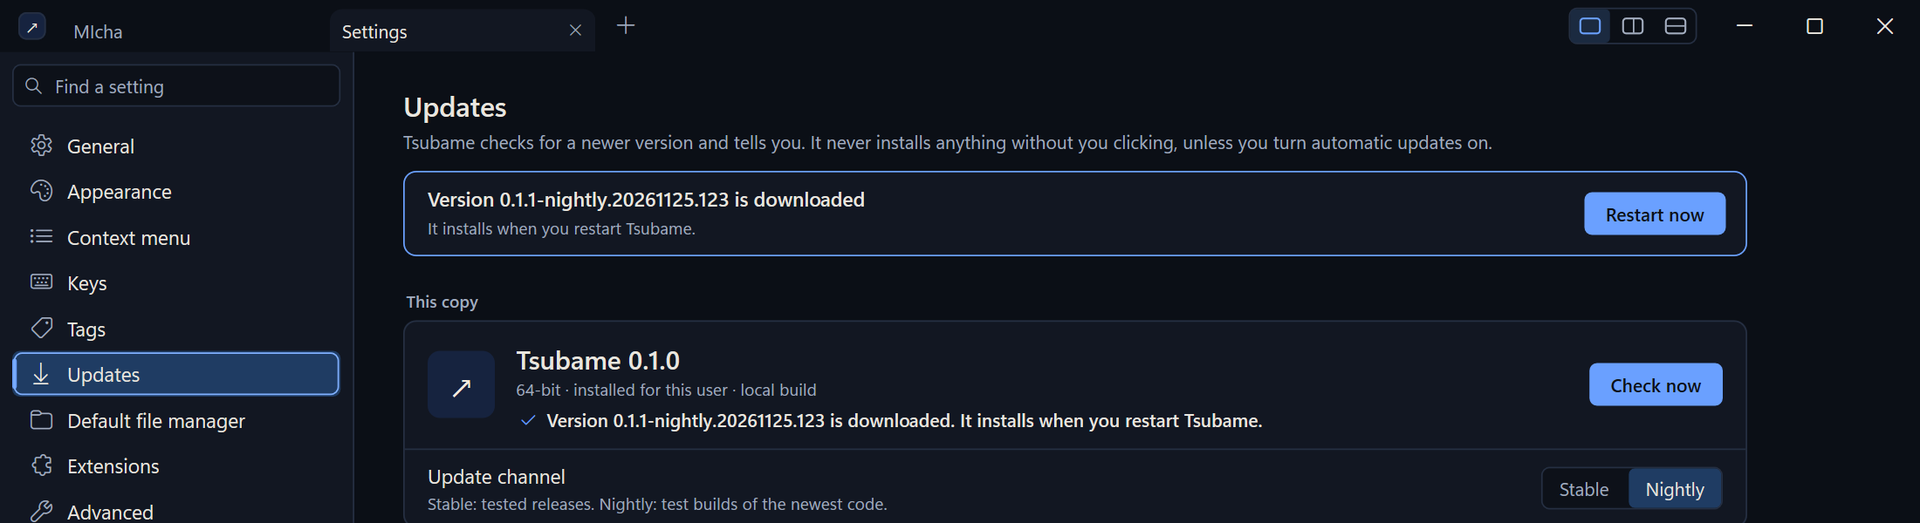 MIcha
Settings
Find a setting
General
Appearance
Context menu
Keys
Tags
Updates
Default file manager
Extensions
Advanced
Updates
Tsubame checks for a newer version and tells you. It never installs anything without you clicking, unless you turn automatic updates on.
Version 0.1.1-nightly.20261125.123 is downloaded
It installs when you restart Tsubame.
Restart now
This copy
Tsubame 0.1.0
64-bit · installed for this user · local build
Version 0.1.1-nightly.20261125.123 is downloaded. It installs when you restart Tsubame.
Check now
Update channel
Stable: tested releases. Nightly: test builds of the newest code.
Stable
Nightly